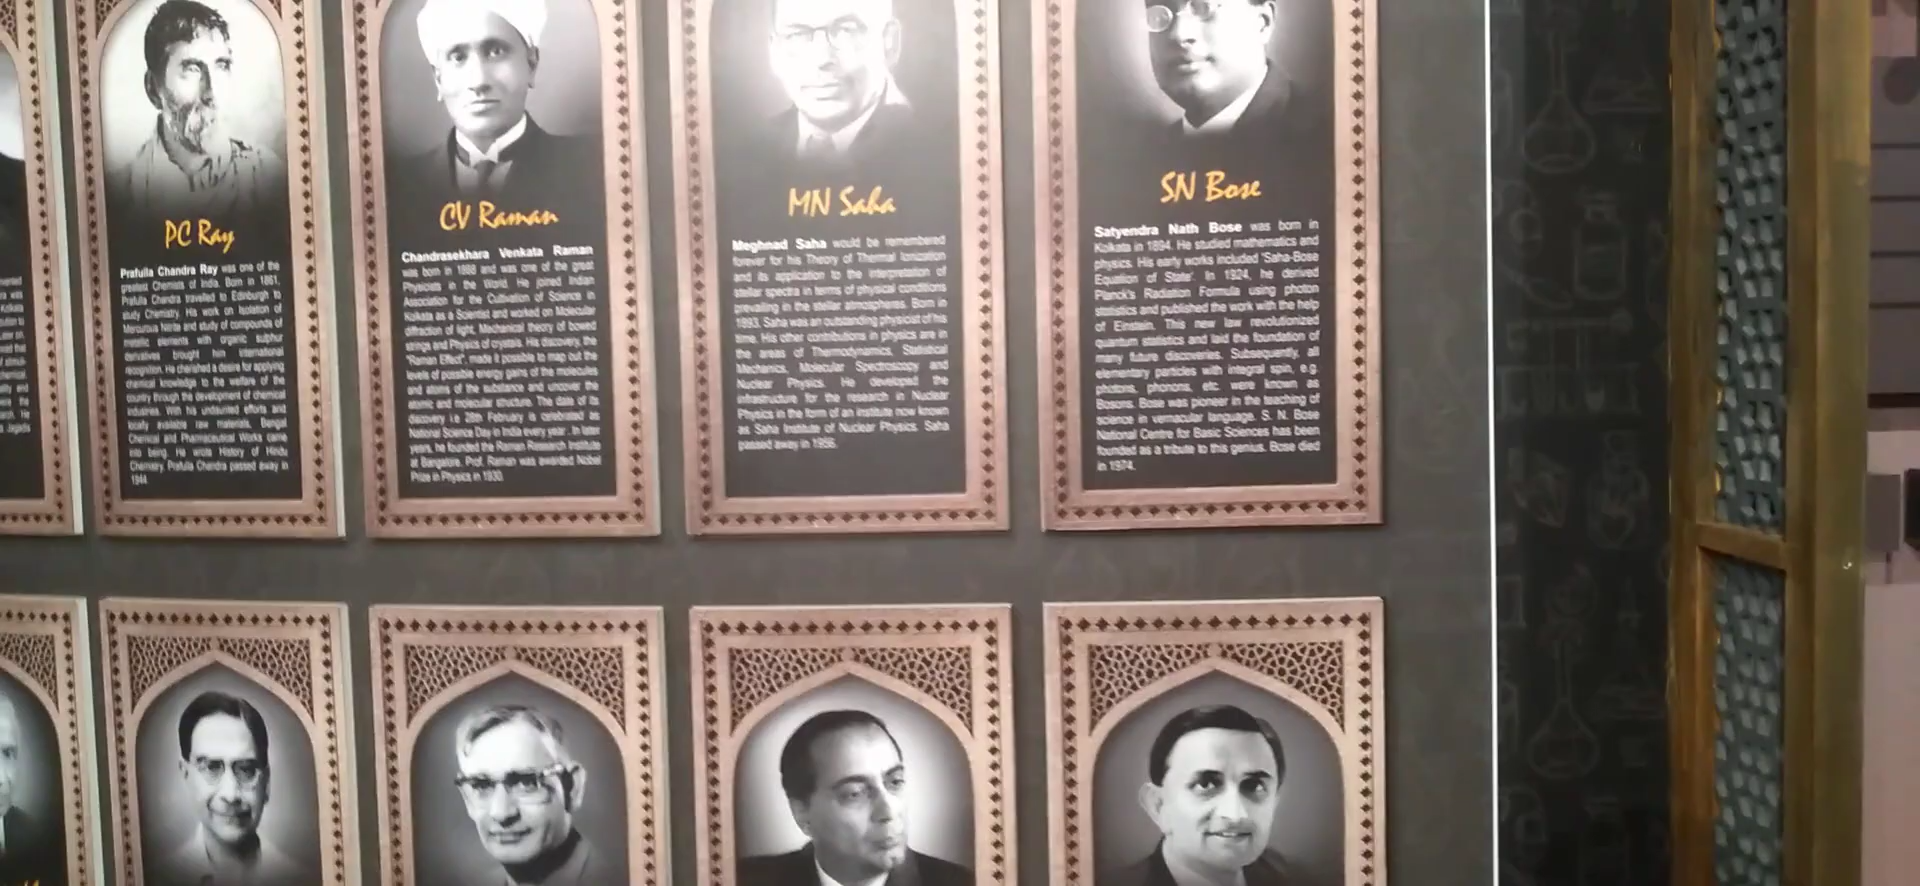 PC Ray
Prafulla Chandra Ray was one of the
greatest Chemists of India. Born in 1861,
Prafulla Chandra travelled to Edinburgh to
study Chemistry. His work on Isolation of
Mercurous Nitrite and study of compounds of
metallic elements with organic sulphur
derivatives brought him international
recognition. He cherished a desire for applying
chemical knowledge to the welfare of the
country through the development of chemical
industries. With his undaunted efforts and
locally available raw materials, Bengal
Chemical and Pharmaceutical Works came
into being. He wrote History of Hindu
Chemistry. Prafulla Chandra passed away in
1944.
CV Raman
Chandrasekhara Venkata Raman
was born in 1888 and was one of the great
Physicists in the World. He joined Indian
Association for the Cultivation of Science in
Kolkata as a Scientist and worked on Molecular
diffraction of light, Mechanical theory of bowed
strings and Physics of crystals. His discovery, the
"Raman Effect", made it possible to map out the
levels of possible energy gains of the molecules
and atoms of the substance and uncover the
atomic and molecular structure. The date of its
discovery i.e 28th February is celebrated as
National Science Day in India every year. In later
years, he founded the Raman Research Institute
at Bangalore. Prof. Raman was awarded Nobel
Prize in Physics in 1930.
MN Saha
Meghnad Saha would be remembered
forever for his Theory of Thermal Ionization
and its application to the interpretation of
stellar spectra in terms of physical conditions
prevailing in the stellar atmospheres. Born in
1893, Saha was an outstanding physicist of his
time. His other contributions in physics are in
the areas of Thermodynamics, Statistical
Mechanics, Molecular Spectroscopy and
Nuclear Physics. He developed the
infrastructure for the research in Nuclear
Physics in the form of an institute now known
as Saha Institute of Nuclear Physics. Saha
passed away in 1956.
SN Bose
Satyendra Nath Bose was born in
Kolkata in 1894. He studied mathematics and
physics. His early works included 'Saha-Bose
Equation of State'. In 1924, he derived
Planck's Radiation Formula using photon
statistics and published the work with the help
of Einstein. This new law revolutionized
quantum statistics and laid the foundation of
many future discoveries. Subsequently, all
elementary particles with integral spin, e.g.
photons, phonons, etc. were known as
Bosons. Bose was pioneer in the teaching of
science in vernacular language. S. N. Bose
National Centre for Basic Sciences has been
founded as a tribute to this genius. Bose died
in 1974.